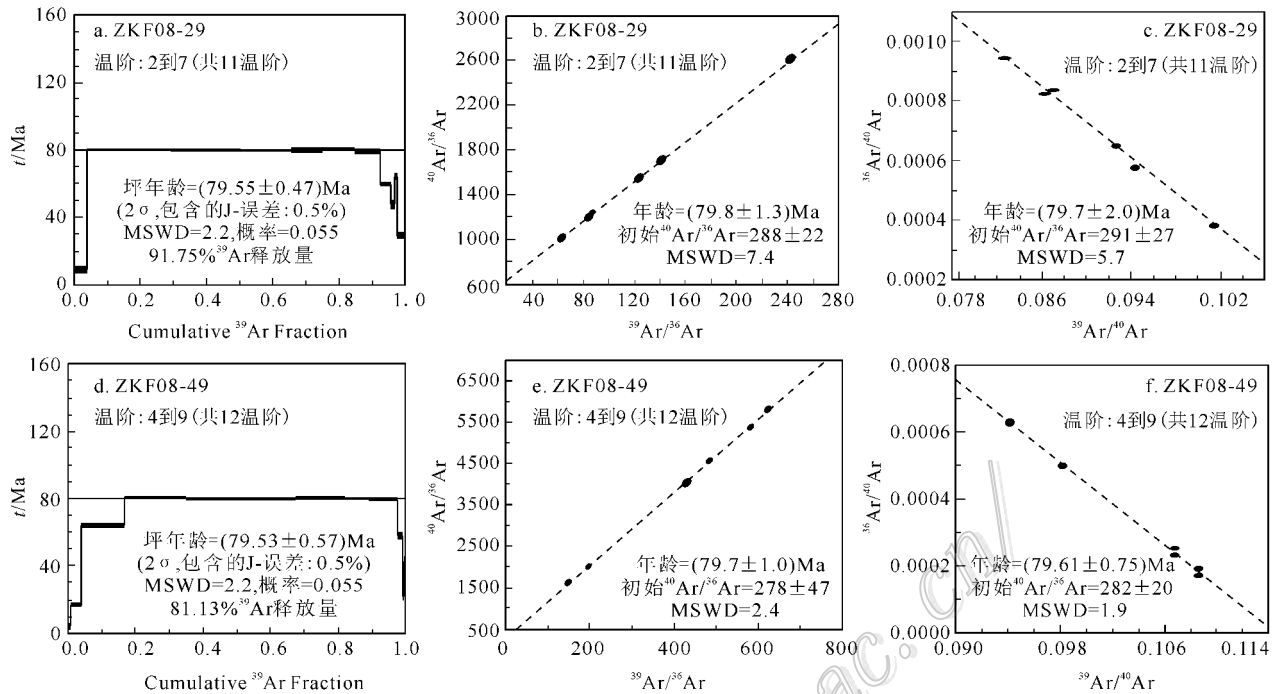 a. ZKF08-29
温阶:2到7(共11温阶)
坪年龄=(79.55±0.47)Ma
(2σ,包含的J-误差:0.5%)
MSWD=2.2,概率=0.055
91.75%³⁹Ar释放量
160
120
80
40
0
t/Ma
0.0
0.2
0.4
0.6
0.8
1.0
Cumulative ³⁹Ar Fraction
b. ZKF08-29
温阶:2到7(共11温阶)
年龄=(79.8±1.3)Ma
初始⁴⁰Ar/³⁶Ar=288±22
MSWD=7.4
3000
2600
2200
1800
1400
1000
600
⁴⁰Ar/³⁶Ar
40
80
120
160
200
240
280
³⁹Ar/³⁶Ar
c. ZKF08-29
温阶:2到7(共11温阶)
年龄=(79.7±2.0)Ma
初始⁴⁰Ar/³⁶Ar=291±27
MSWD=5.7
0.0010
0.0008
0.0006
0.0004
0.0002
³⁶Ar/⁴⁰Ar
0.078
0.086
0.094
0.102
³⁹Ar/⁴⁰Ar
d. ZKF08-49
温阶:4到9(共12温阶)
坪年龄=(79.53±0.57)Ma
(2σ,包含的J-误差:0.5%)
MSWD=2.2,概率=0.055
81.13%³⁹Ar释放量
160
120
80
40
0
t/Ma
0.0
0.2
0.4
0.6
0.8
1.0
Cumulative ³⁹Ar Fraction
e. ZKF08-49
温阶:4到9(共12温阶)
年龄=(79.7±1.0)Ma
初始⁴⁰Ar/³⁶Ar=278±47
MSWD=2.4
6500
5500
4500
3500
2500
1500
500
⁴⁰Ar/³⁶Ar
0
200
400
600
800
³⁹Ar/³⁶Ar
f. ZKF08-49
温阶:4到9(共12温阶)
年龄=(79.61±0.75)Ma
初始⁴⁰Ar/³⁶Ar=282±20
MSWD=1.9
0.0008
0.0006
0.0004
0.0002
0.0000
³⁶Ar/⁴⁰Ar
0.090
0.098
0.106
0.114
³⁹Ar/⁴⁰Ar
ac.cn/